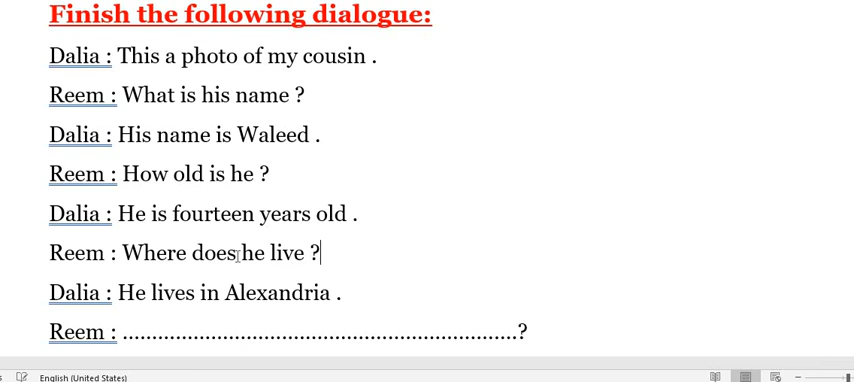 Finish the following dialogue:
Dalia : This a photo of my cousin .
Reem : What is his name ?
Dalia : His name is Waleed .
Reem : How old is he ?
Dalia : He is fourteen years old .
Reem : Where does he live ?
Dalia : He lives in Alexandria .
Reem : ...................................................................?
English (United States)